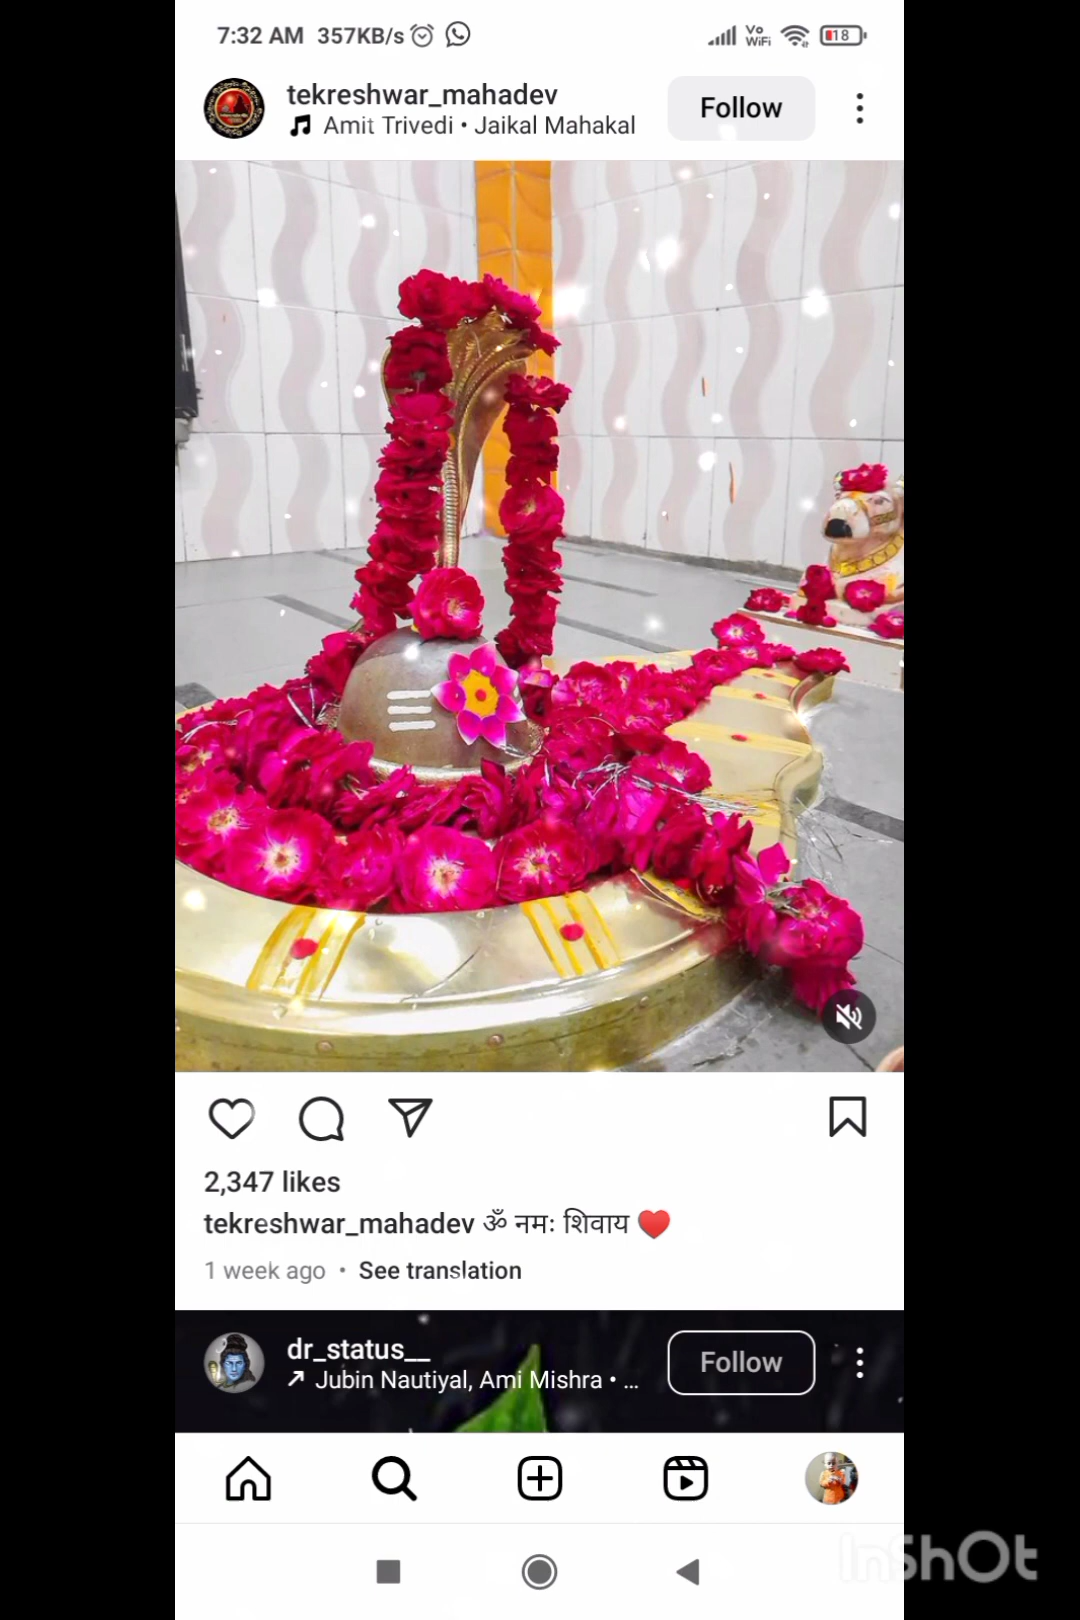 7:32 AM 357KB/s Vo WiFi 18
tekreshwar_mahadev
Amit Trivedi • Jaikal Mahakal
Follow
2,347 likes
tekreshwar_mahadev ॐ नमः शिवाय ❤️
1 week ago • See translation
dr_status__
Jubin Nautiyal, Ami Mishra • ...
Follow
InShOt